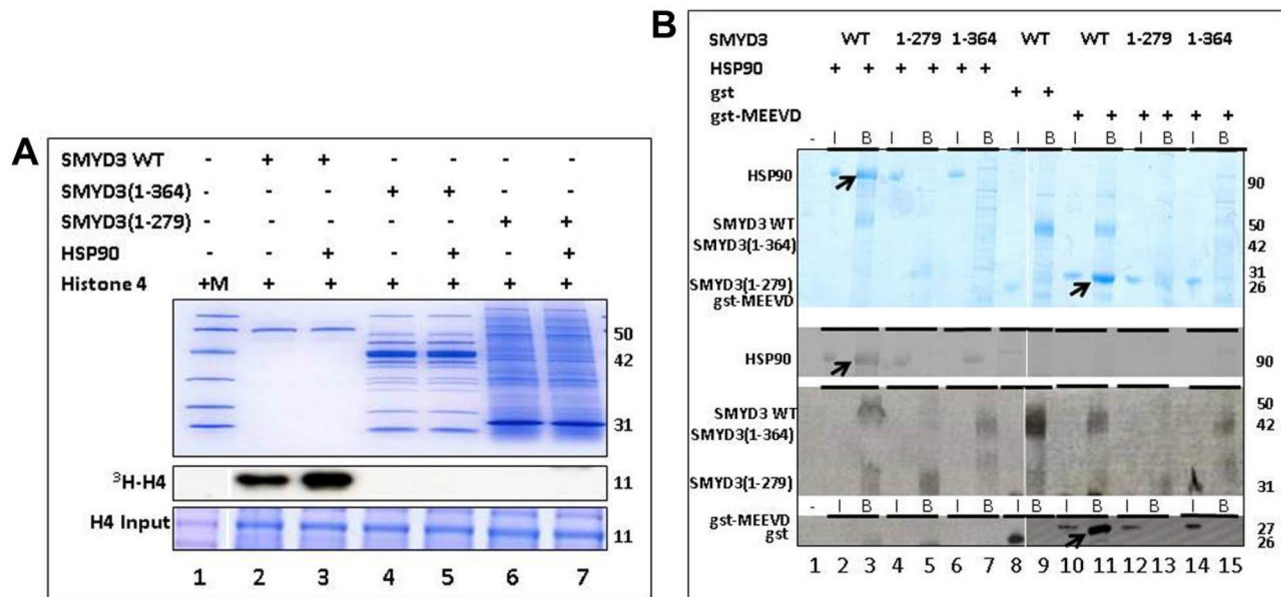 A
SMYD3 WT - + + - - - -
SMYD3(1-364) - - - + + - -
SMYD3(1-279) - - - - - + +
HSP90 - - + - + - +
Histone 4 +M + + + + + +
50
42
31
³H-H4 11
H4 Input 11
1 2 3 4 5 6 7
B
SMYD3 WT 1-279 1-364 WT WT 1-279 1-364
HSP90 + + + + + +
gst + +
gst-MEEVD + + + + + +
- I B I B I B I B I B I B I B
HSP90 90
SMYD3 WT 50
SMYD3(1-364) 42
SMYD3(1-279) 31
gst-MEEVD 26
HSP90 90
SMYD3 WT 50
SMYD3(1-364) 42
SMYD3(1-279) 31
- I B I B I B I B I B I B I B
gst-MEEVD 27
gst 26
1 2 3 4 5 6 7 8 9 10 11 12 13 14 15